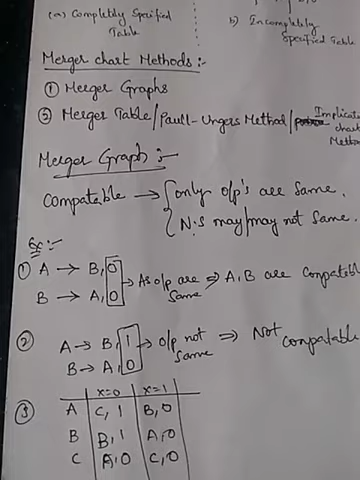 (a) Completely Specified Table
b) Incompletely Specified Table
Merger chart Methods :-
① Merger Graphs
② Merger Table/Paull-Ungers Method/ Implicate chart Method
Merger Graph :-
Compatable → { only o/p's are same.
{ N.S may/may not same.
Ex:-
① A → B, 0
B → A, 0 → As o/p are same ⇒ A, B are compatable
② A → B, 1
B → A, 0 → o/p not same ⇒ Not compatable
③ x=0 x=1
A C, 1 B, 0
B B, 1 A, 0
C A, 0 C, 0